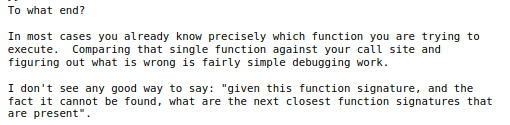 To what end?
In most cases you already know precisely which function you are trying to
execute.  Comparing that single function against your call site and
figuring out what is wrong is fairly simple debugging work.
I don't see any good way to say: "given this function signature, and the
fact it cannot be found, what are the next closest function signatures that
are present".